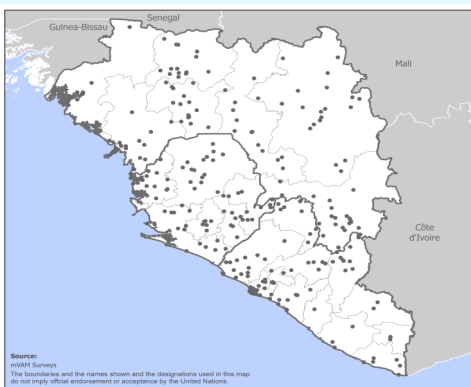 Senegal
Guinea-Bissau
Mali
Côte
d'Ivoire
Source:
mVAM Surveys
The boundaries and the names shown and the designations used in this map
do not imply offcial endorsement or acceptance by the United Nations.